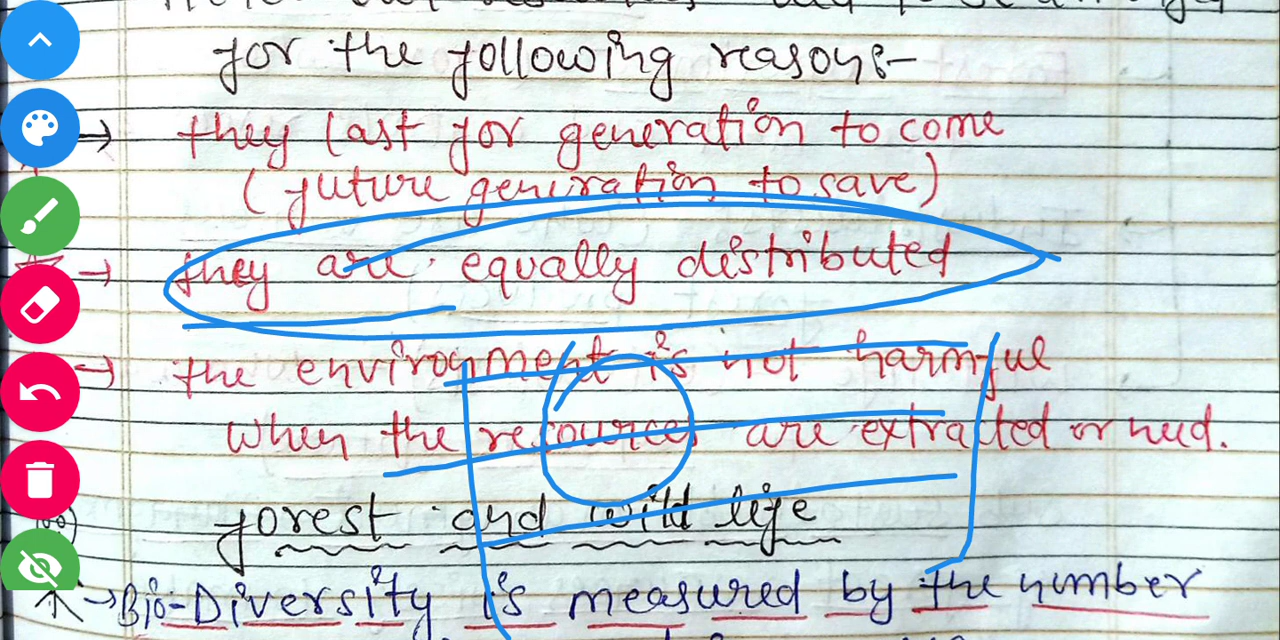 for the following reason:-
→ they last for generation to come
( future generation to save)
→ they are equally distributed
→ the environment is not harmful
when the resources are extracted or
forest and wild life
→ Bio-Diversity is measured by the number